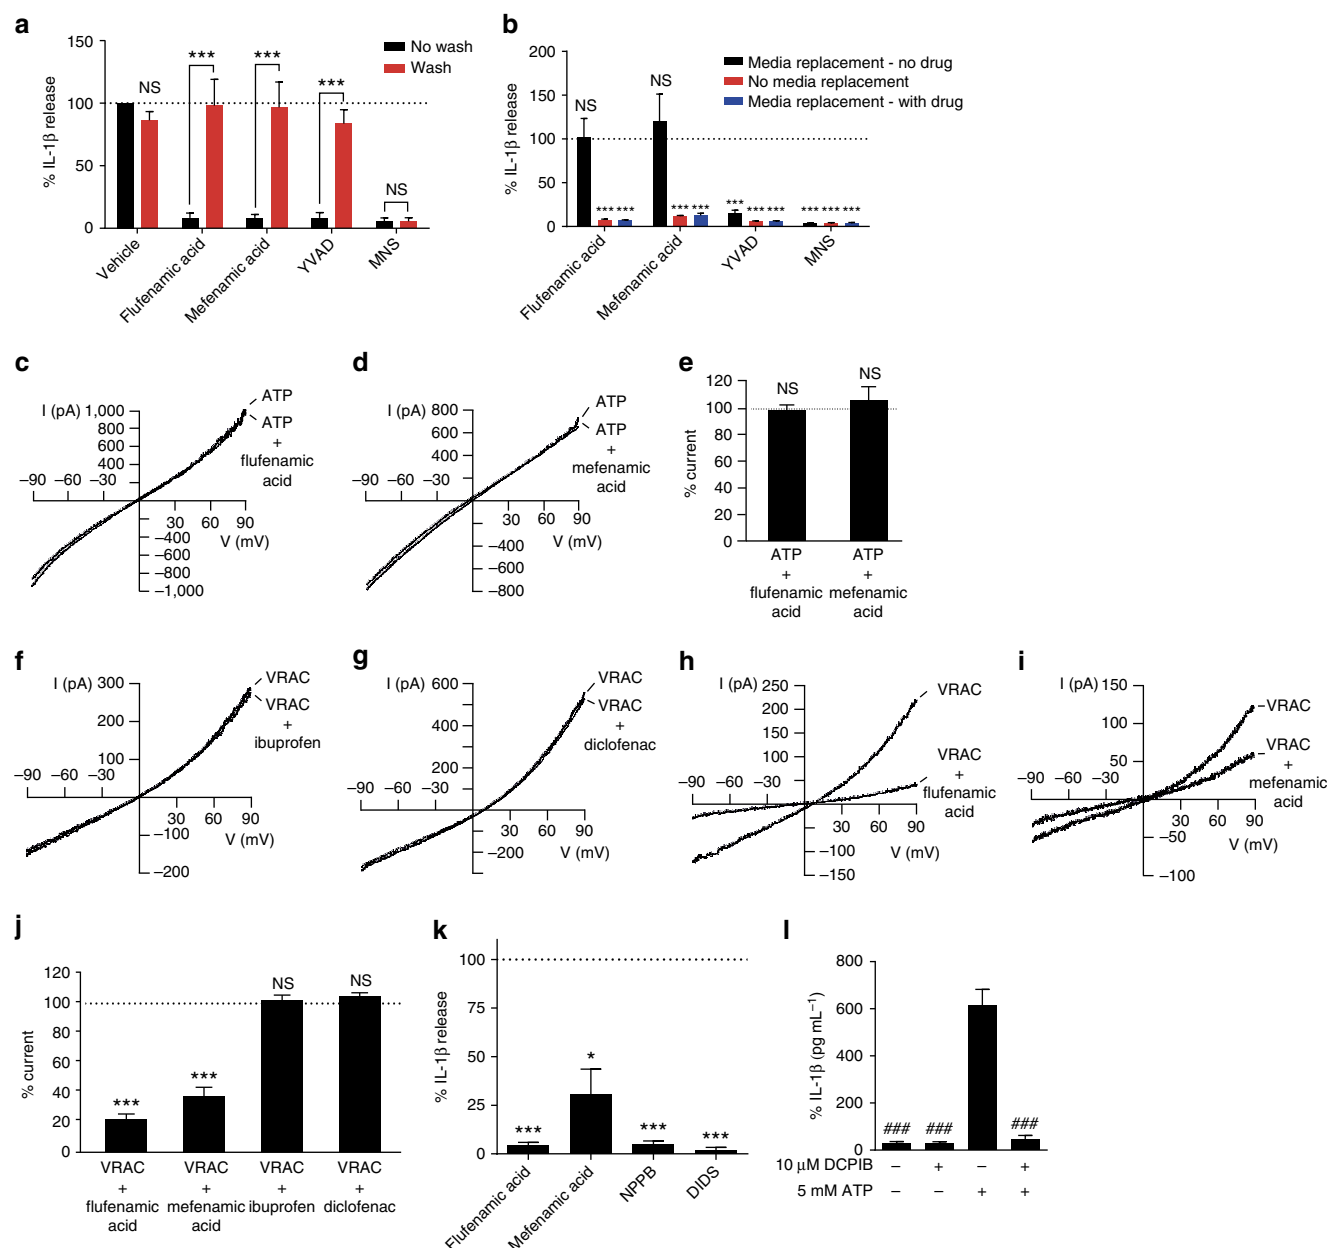 a
150
100
50
0
% IL-1β release
NS
***
***
***
NS
No wash
Wash
Vehicle
Flufenamic acid
Mefenamic acid
YVAD
MNS
b
200
150
100
50
0
% IL-1β release
NS
NS
*** ***
*** ***
***
*** ***
*** *** ***
Media replacement - no drug
No media replacement
Media replacement - with drug
Flufenamic acid
Mefenamic acid
YVAD
MNS
c
I (pA)
1,000
800
600
400
–90 –60 –30
30 60 90
V (mV)
–400
–600
–800
–1,000
ATP
ATP
+
flufenamic
acid
d
I (pA)
800
600
400
–90 –60 –30
30 60 90
V (mV)
–400
–600
–800
ATP
ATP
+
mefenamic
acid
e
120
100
80
60
40
20
0
% current
NS
NS
ATP
+
flufenamic
acid
ATP
+
mefenamic
acid
f
I (pA)
300
200
100
–90 –60 –30
30 60 90
V (mV)
–100
–200
VRAC
VRAC
+
ibuprofen
g
I (pA)
600
400
200
–90 –60 –30
30 60 90
V (mV)
–200
VRAC
VRAC
+
diclofenac
h
I (pA)
250
200
150
100
–90 –60 –30
30 60 90
V (mV)
–100
–150
VRAC
VRAC
+
flufenamic
acid
i
I (pA)
150
100
50
–90 –60 –30
30 60 90
V (mV)
–50
–100
VRAC
VRAC
+
mefenamic
acid
j
120
100
80
60
40
20
0
% current
***
***
NS
NS
VRAC
+
flufenamic
acid
VRAC
+
mefenamic
acid
VRAC
+
ibuprofen
VRAC
+
diclofenac
k
100
75
50
25
0
% IL-1β release
***
*
***
***
Flufenamic acid
Mefenamic acid
NPPB
DIDS
l
800
600
400
200
0
% IL-1β (pg mL⁻¹)
###
###
###
10 μM DCPIB – + – +
5 mM ATP – – + +